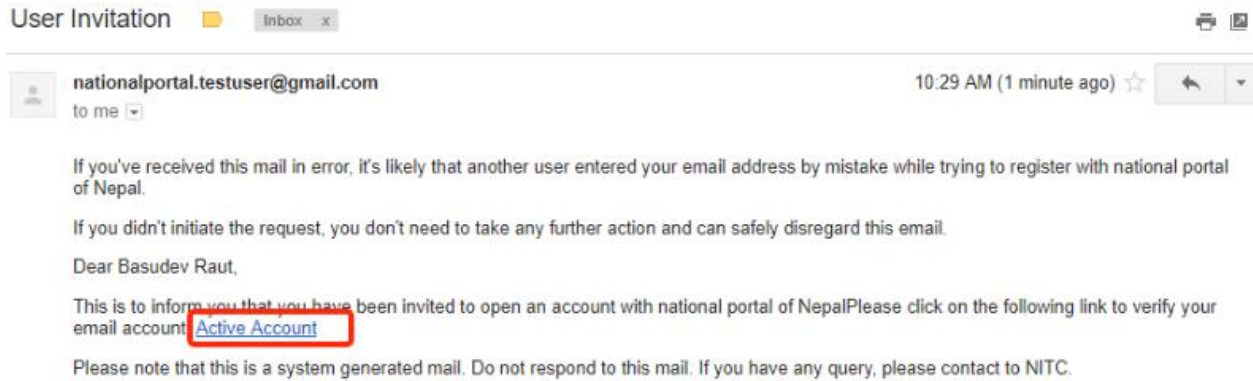 User Invitation
Inbox x
nationalportal.testuser@gmail.com
10:29 AM (1 minute ago)
to me
If you've received this mail in error, it's likely that another user entered your email address by mistake while trying to register with national portal
of Nepal.
If you didn't initiate the request, you don't need to take any further action and can safely disregard this email.
Dear Basudev Raut,
This is to inform you that you have been invited to open an account with national portal of NepalPlease click on the following link to verify your
email account Active Account
Please note that this is a system generated mail. Do not respond to this mail. If you have any query, please contact to NITC.